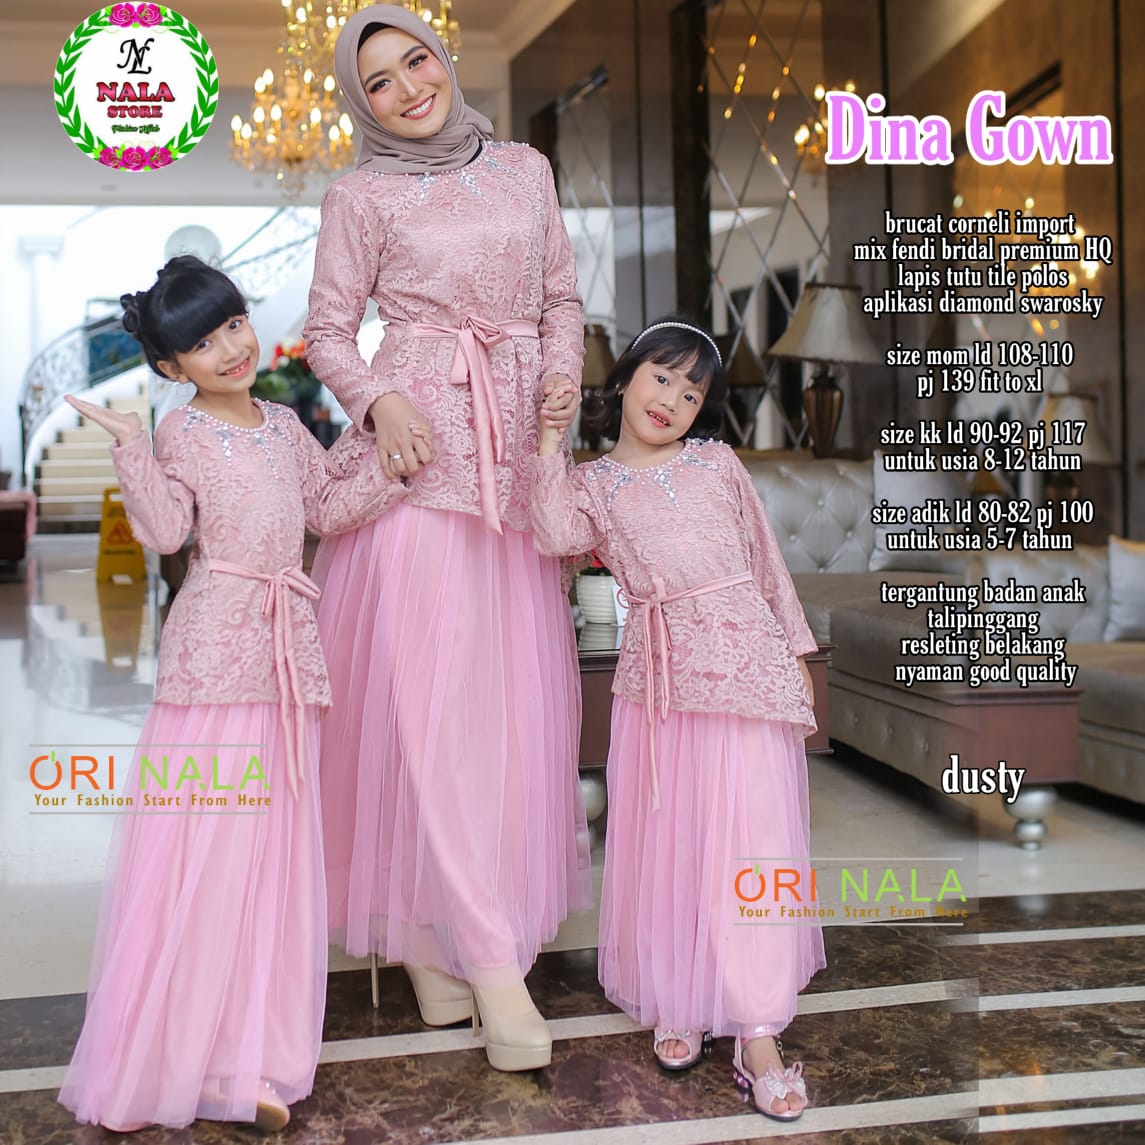 NL
NALA
STORE
Dina Gown
brucat corneli import
mix fendi bridal premium HQ
lapis tutu tile polos
aplikasi diamond swarosky
size mom ld 108-110
pj 139 fit to xl
size kk ld 90-92 pj 117
untuk usia 8-12 tahun
size adik ld 80-82 pj 100
untuk usia 5-7 tahun
tergantung badan anak
talipinggang
resleting belakang
nyaman good quality
dusty
ORI NALA
Your Fashion Start From Here
ORI NALA
Your Fashion Start From Here